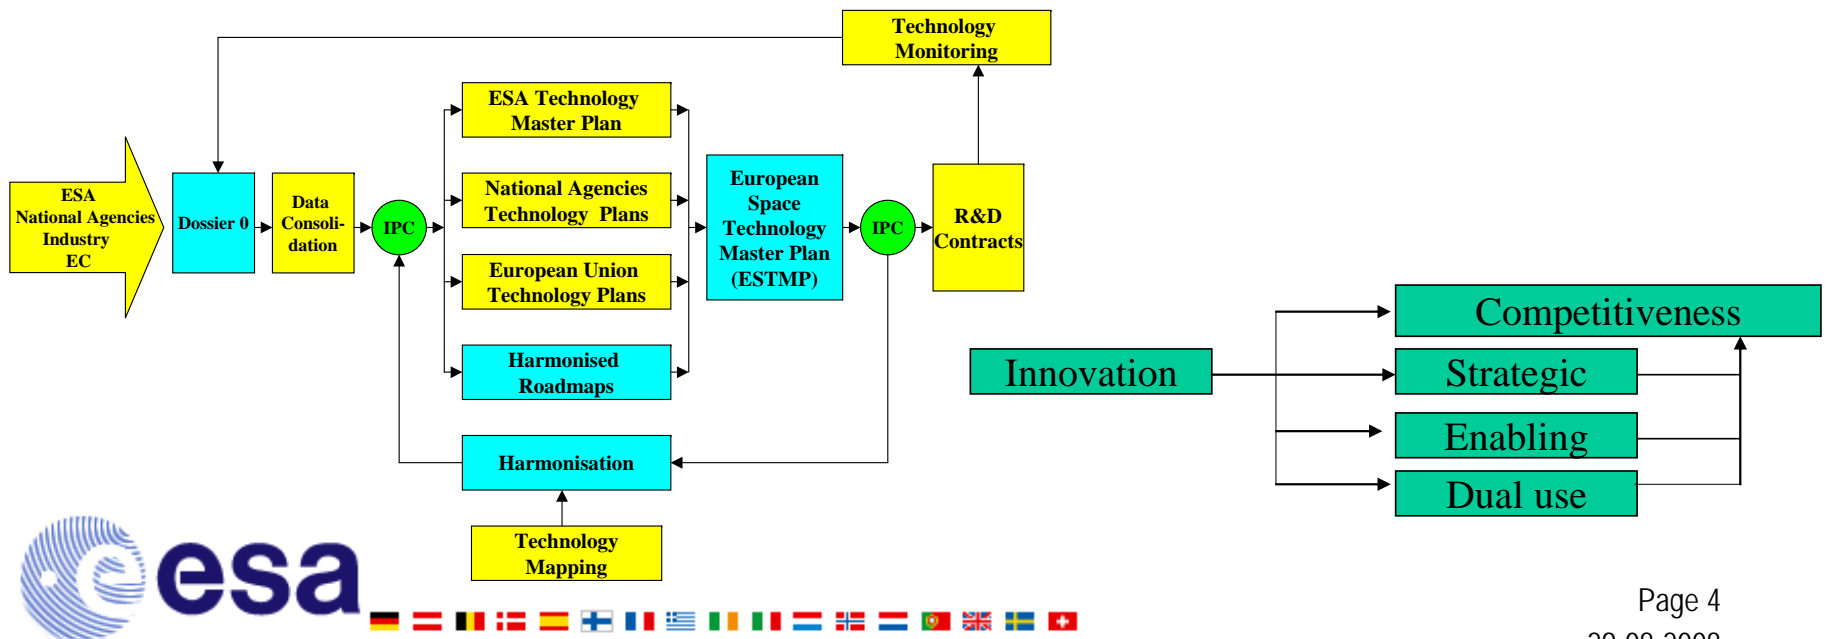 Technology
Monitoring
ESA Technology
Master Plan
ESA
National Agencies
Industry
EC
Dossier 0
Data
Consoli-
dation
IPC
National Agencies
Technology Plans
European Union
Technology Plans
Harmonised
Roadmaps
European
Space
Technology
Master Plan
(ESTMP)
IPC
R&D
Contracts
Harmonisation
Technology
Mapping
Innovation
Competitiveness
Strategic
Enabling
Dual use
esa
Page 4